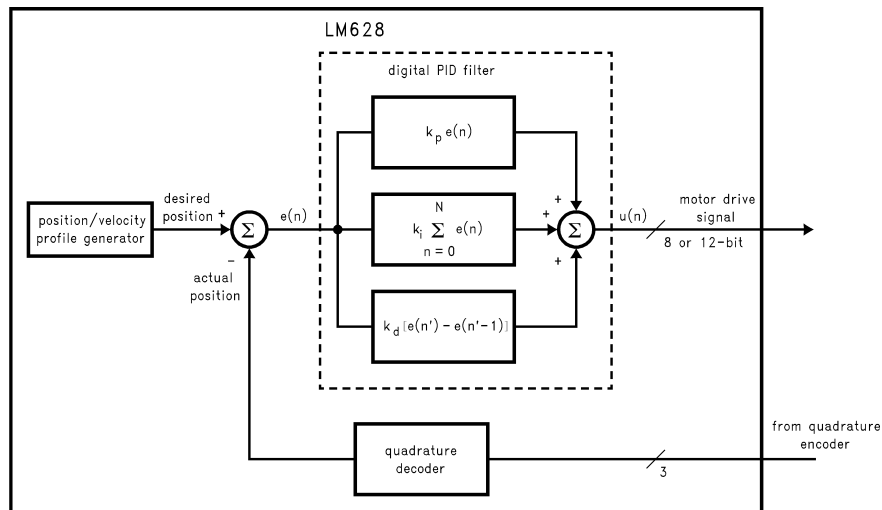 LM628
digital PID filter
k_p e(n)
desired
position
+
position/velocity
profile generator
Σ
e(n)
−
actual
position
N
k_i Σ e(n)
n = 0
k_d [e(n') − e(n'−1)]
+
+
+
Σ
u(n)
motor drive
signal
8 or 12-bit
from quadrature
encoder
quadrature
decoder
3